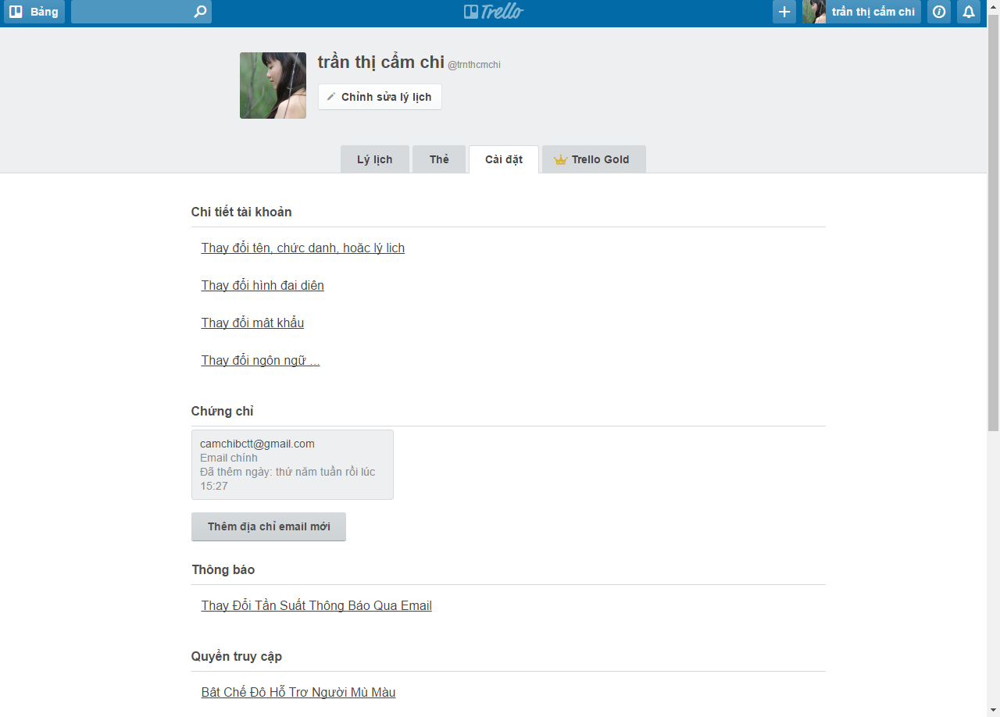 Bảng
Trello
trần thị cẩm chi
trần thị cẩm chi @trnthcmchi
Chỉnh sửa lý lịch
Lý lịch
Thẻ
Cài đặt
Trello Gold
Chi tiết tài khoản
Thay đổi tên, chức danh, hoặc lý lịch
Thay đổi hình đại diện
Thay đổi mật khẩu
Thay đổi ngôn ngữ ...
Chứng chỉ
camchibctt@gmail.com
Email chính
Đã thêm ngày: thứ năm tuần rồi lúc
15:27
Thêm địa chỉ email mới
Thông báo
Thay Đổi Tần Suất Thông Báo Qua Email
Quyền truy cập
Bật Chế Độ Hỗ Trợ Người Mù Màu